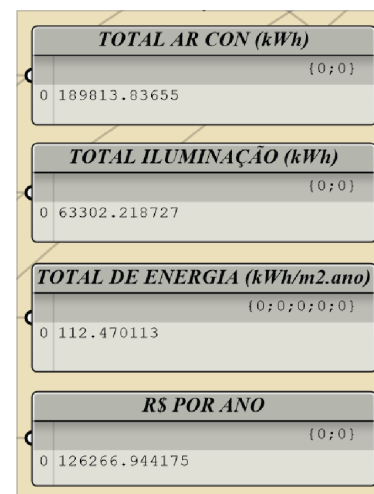 TOTAL AR CON (kWh)
{0;0}
0 189813.83655
TOTAL ILUMINAÇÃO (kWh)
{0;0}
0 63302.218727
TOTAL DE ENERGIA (kWh/m2.ano)
{0;0;0;0;0}
0 112.470113
R$ POR ANO
{0;0}
0 126266.944175